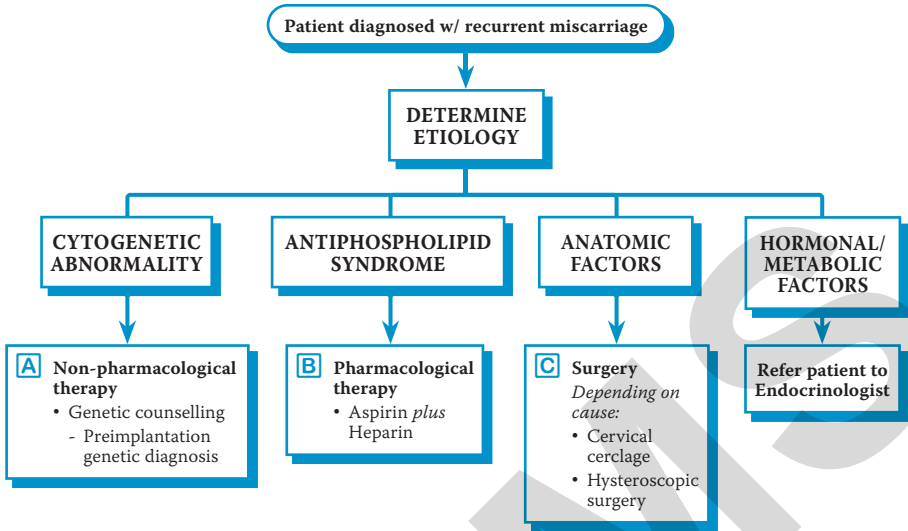 Patient diagnosed w/ recurrent miscarriage
DETERMINE
ETIOLOGY
CYTOGENETIC
ABNORMALITY
ANTIPHOSPHOLIPID
SYNDROME
ANATOMIC
FACTORS
HORMONAL/
METABOLIC
FACTORS
A Non-pharmacological
therapy
• Genetic counselling
- Preimplantation
genetic diagnosis
B Pharmacological
therapy
• Aspirin plus
Heparin
C Surgery
Depending on
cause:
• Cervical
cerclage
• Hysteroscopic
surgery
Refer patient to
Endocrinologist
MS